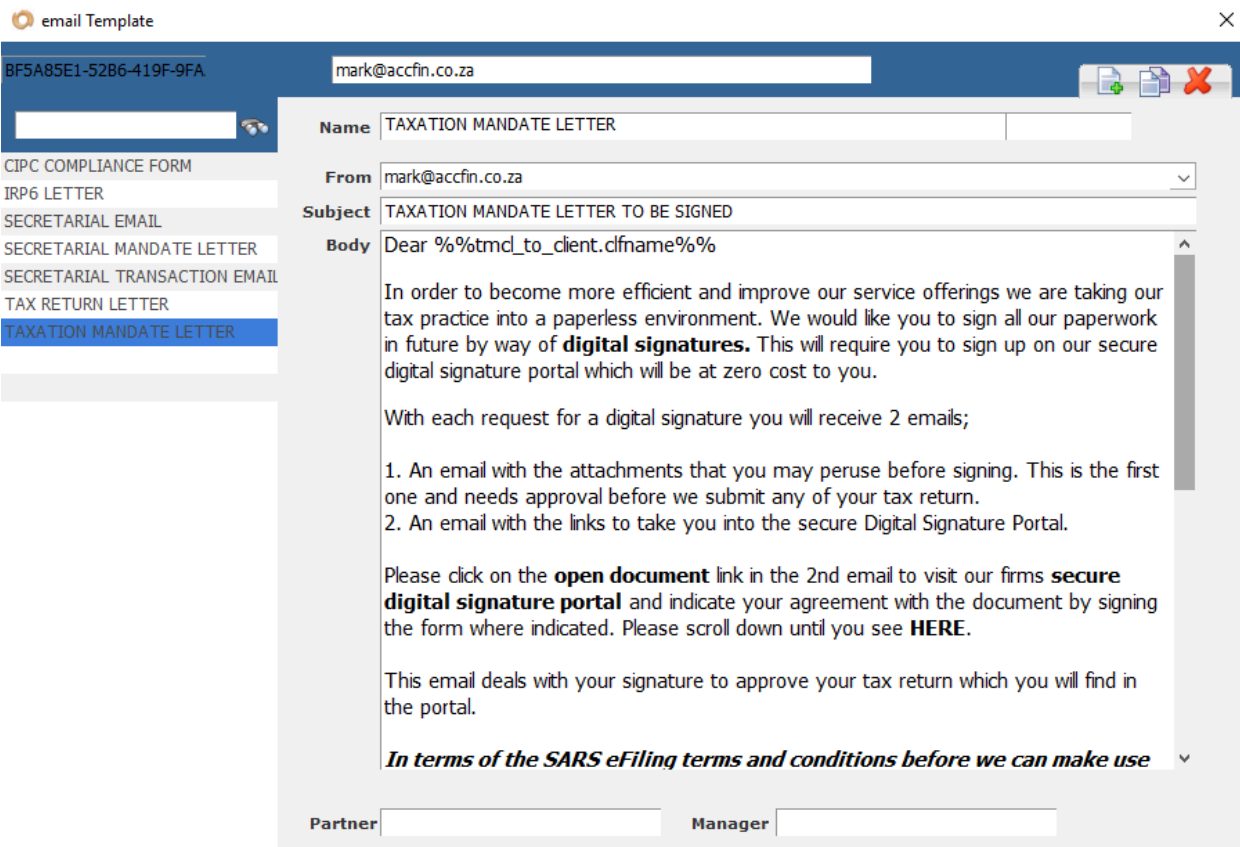 email Template
BF5A85E1-52B6-419F-9FA
mark@accfin.co.za
Name TAXATION MANDATE LETTER
CIPC COMPLIANCE FORM
IRP6 LETTER
SECRETARIAL EMAIL
SECRETARIAL MANDATE LETTER
SECRETARIAL TRANSACTION EMAIL
TAX RETURN LETTER
TAXATION MANDATE LETTER
From mark@accfin.co.za
Subject TAXATION MANDATE LETTER TO BE SIGNED
Body Dear %%tmcl_to_client.clfname%%
In order to become more efficient and improve our service offerings we are taking our
tax practice into a paperless environment. We would like you to sign all our paperwork
in future by way of digital signatures. This will require you to sign up on our secure
digital signature portal which will be at zero cost to you.
With each request for a digital signature you will receive 2 emails;
1. An email with the attachments that you may peruse before signing. This is the first
one and needs approval before we submit any of your tax return.
2. An email with the links to take you into the secure Digital Signature Portal.
Please click on the open document link in the 2nd email to visit our firms secure
digital signature portal and indicate your agreement with the document by signing
the form where indicated. Please scroll down until you see HERE.
This email deals with your signature to approve your tax return which you will find in
the portal.
In terms of the SARS eFiling terms and conditions before we can make use
Partner
Manager